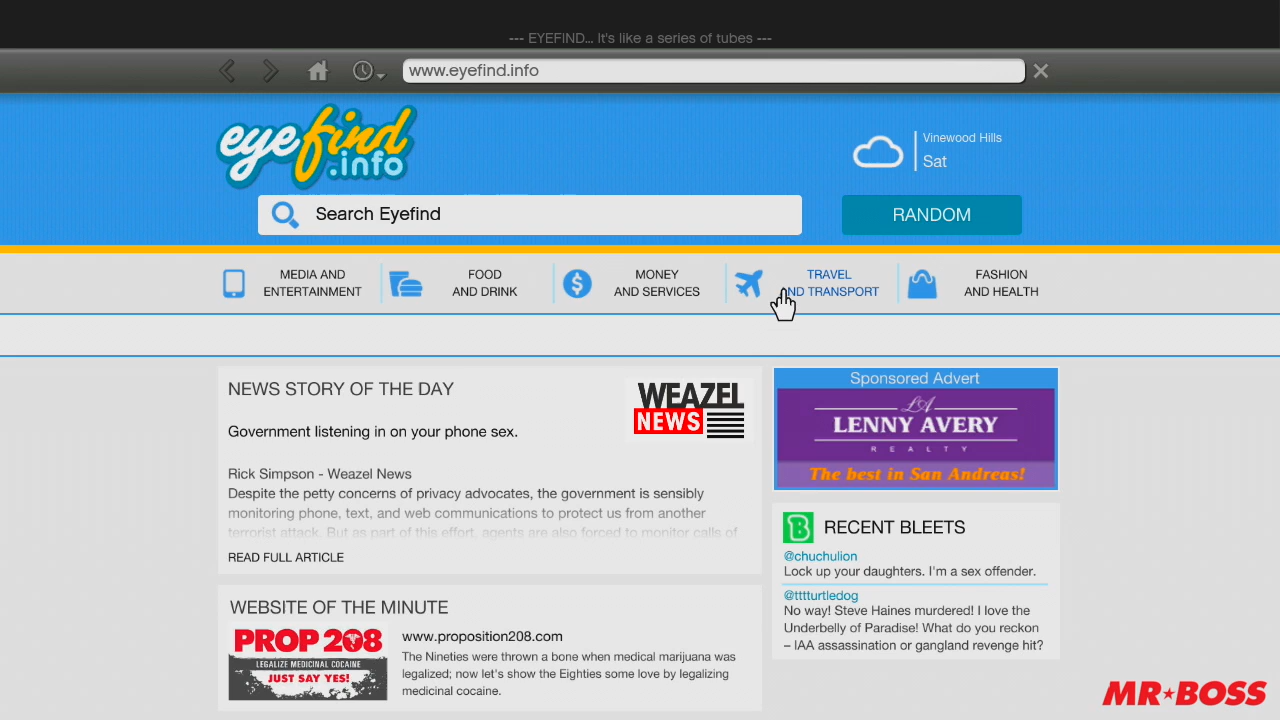 --- EYEFIND... It's like a series of tubes ---
www.eyefind.info
eyefind
.info
Vinewood Hills
Sat
Search Eyefind
RANDOM
MEDIA AND
ENTERTAINMENT
FOOD
AND DRINK
MONEY
AND SERVICES
TRAVEL
AND TRANSPORT
FASHION
AND HEALTH
NEWS STORY OF THE DAY
WEAZEL
NEWS
Government listening in on your phone sex.
Rick Simpson - Weazel News
Despite the petty concerns of privacy advocates, the government is sensibly
monitoring phone, text, and web communications to protect us from another
terrorist attack. But as part of this effort, agents are also forced to monitor calls of
READ FULL ARTICLE
WEBSITE OF THE MINUTE
PROP 208
LEGALIZE MEDICINAL COCAINE
JUST SAY YES!
www.proposition208.com
The Nineties were thrown a bone when medical marijuana was
legalized; now let's show the Eighties some love by legalizing
medicinal cocaine.
Sponsored Advert
LA
LENNY AVERY
REALTY
The best in San Andreas!
B
RECENT BLEETS
@chuchulion
Lock up your daughters. I'm a sex offender.
@tttturtledog
No way! Steve Haines murdered! I love the
Underbelly of Paradise! What do you reckon
– IAA assassination or gangland revenge hit?
MR★BOSS